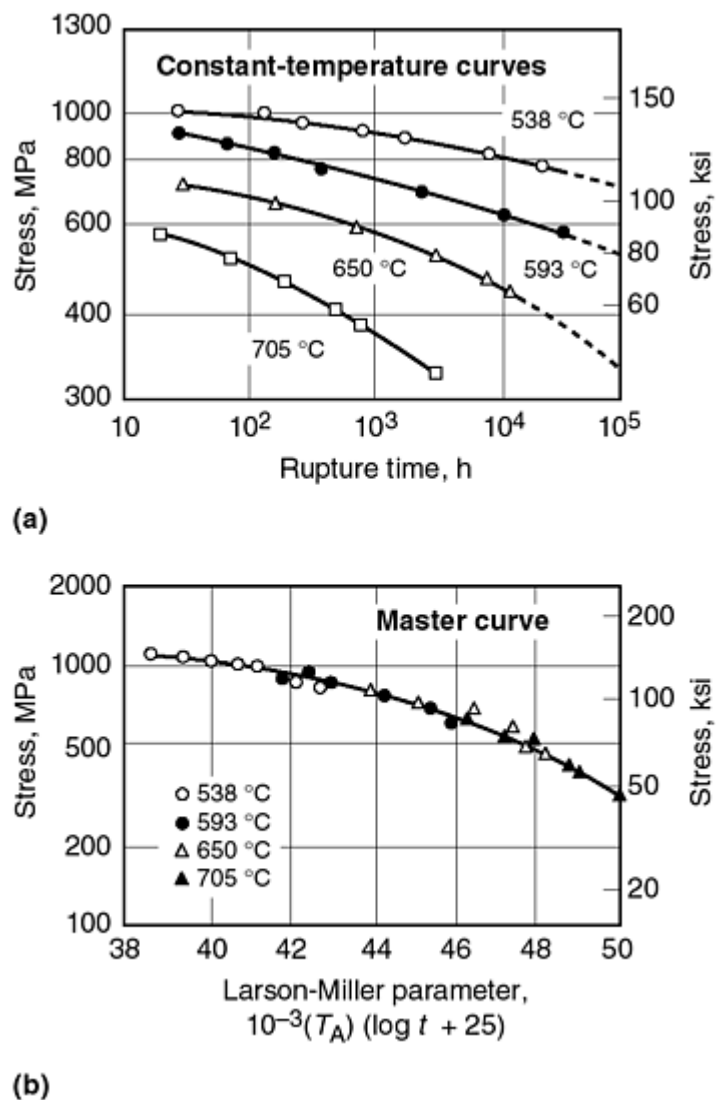 Constant-temperature curves
1300
1000
800
600
400
300
Stress, MPa
150
100
80
60
Stress, ksi
538 °C
593 °C
650 °C
705 °C
10 10² 10³ 10⁴ 10⁵
Rupture time, h
(a)
Master curve
2000
1000
500
200
100
Stress, MPa
200
100
50
20
Stress, ksi
538 °C
593 °C
650 °C
705 °C
38 40 42 44 46 48 50
Larson-Miller parameter,
10⁻³(T_A) (log t + 25)
(b)